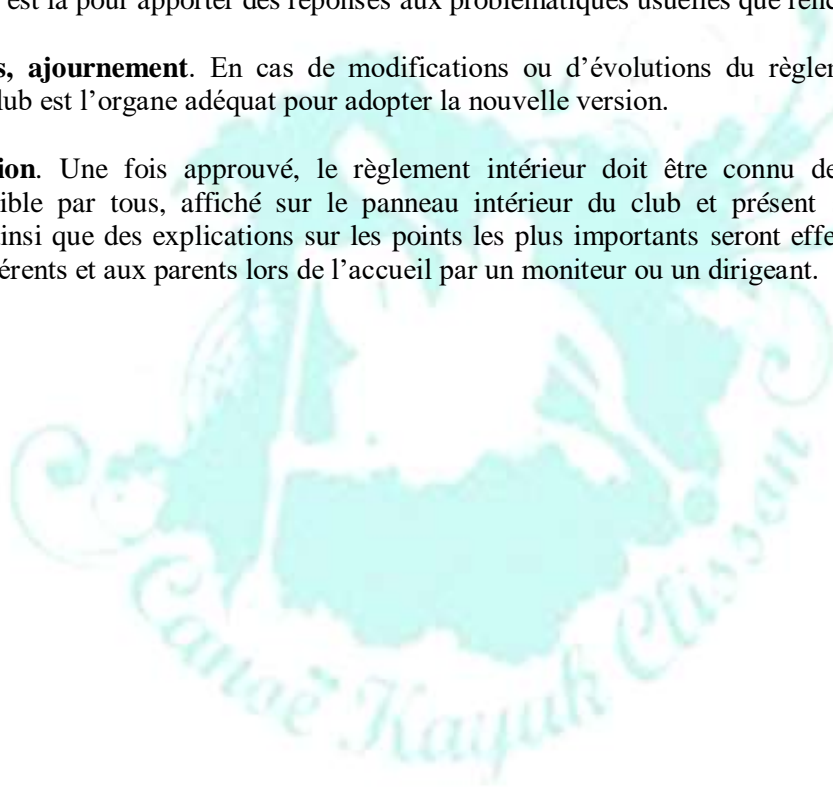 est là pour apporter des réponses aux problématiques usuelles que
s, ajournement. En cas de modifications ou d’évolutions du règlem
lub est l’organe adéquat pour adopter la nouvelle version.
ion. Une fois approuvé, le règlement intérieur doit être connu de
ible par tous, affiché sur le panneau intérieur du club et présent
insi que des explications sur les points les plus importants seront effe
érents et aux parents lors de l’accueil par un moniteur ou un dirigeant.
Canoë Kayak Clisson